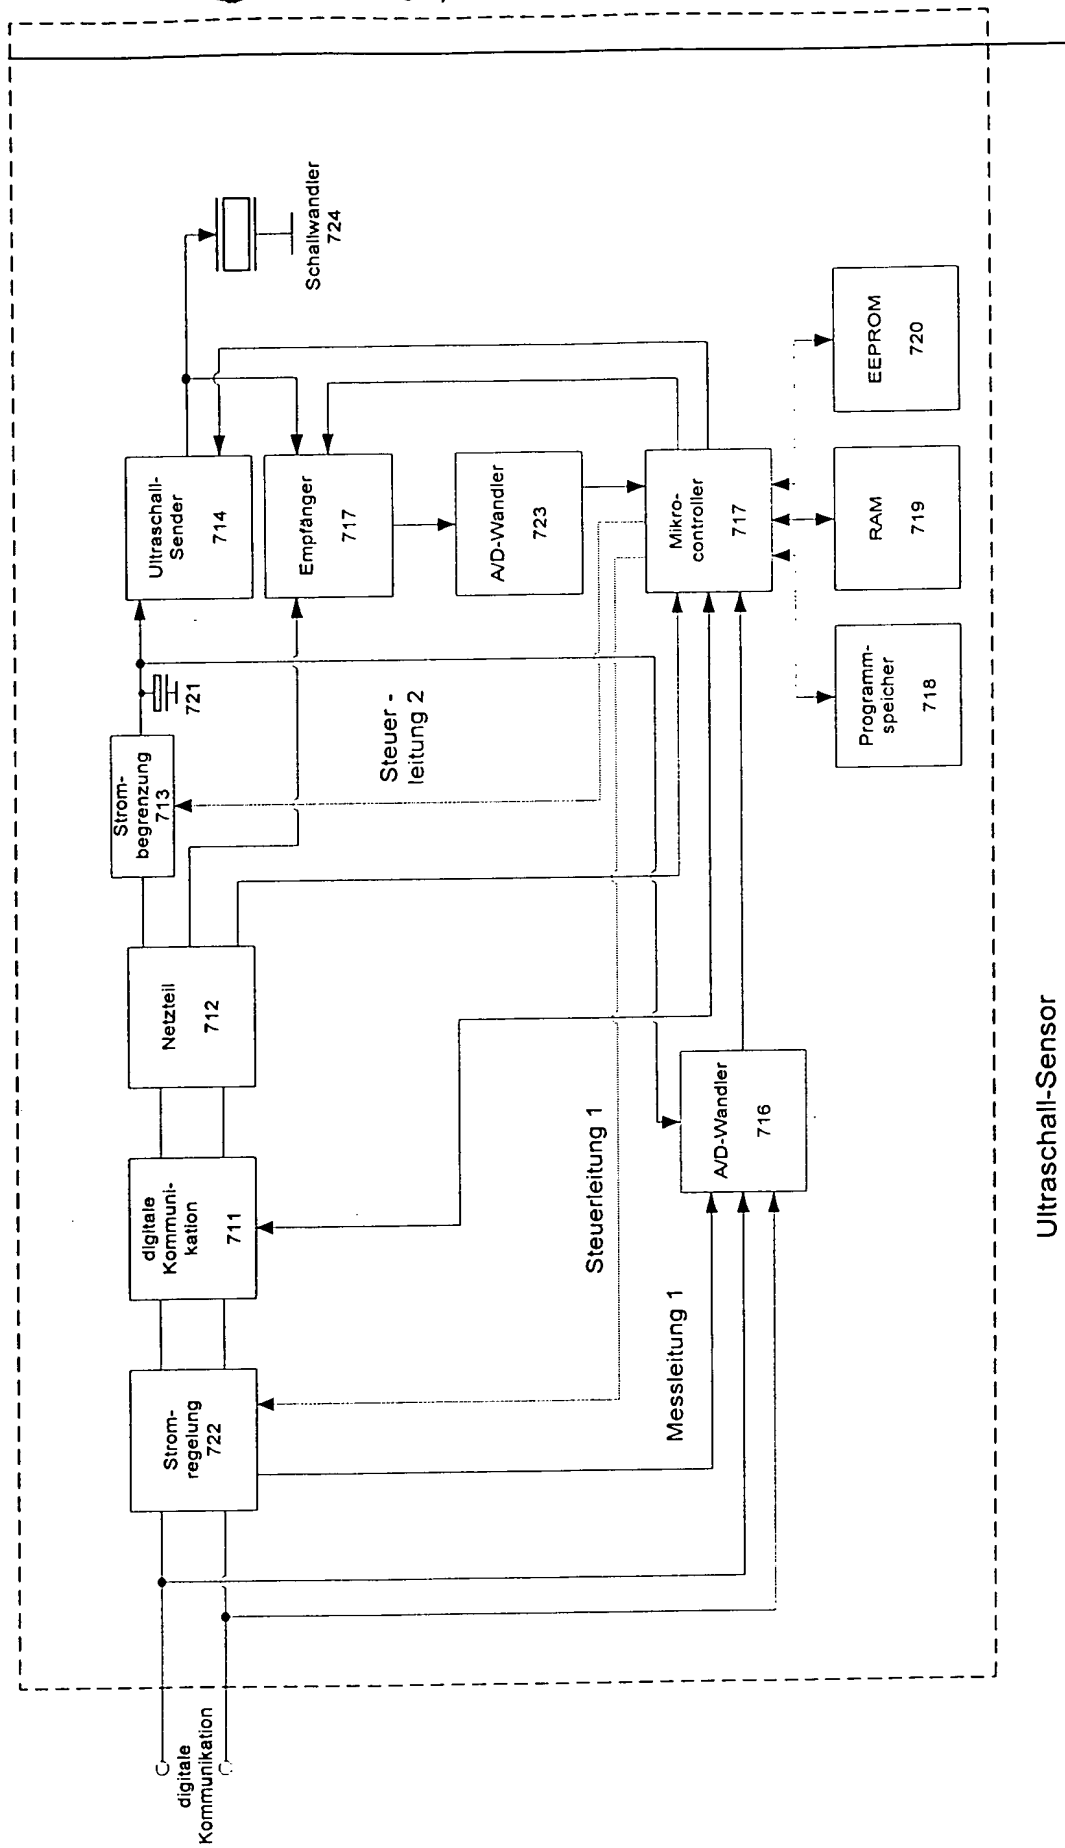 digitale
Kommunikation
Strom-
regelung
722
digitale
Kommuni-
kation
711
Netzteil
712
Strom-
begrenzung
713
721
Ultraschall-
Sender
714
Schallwandler
724
Empfänger
717
A/D-Wandler
723
Mikro-
controller
717
Steuer -
leitung 2
Steuerleitung 1
Messleitung 1
A/D-Wandler
716
Programm-
speicher
718
RAM
719
EEPROM
720
Ultraschall-Sensor